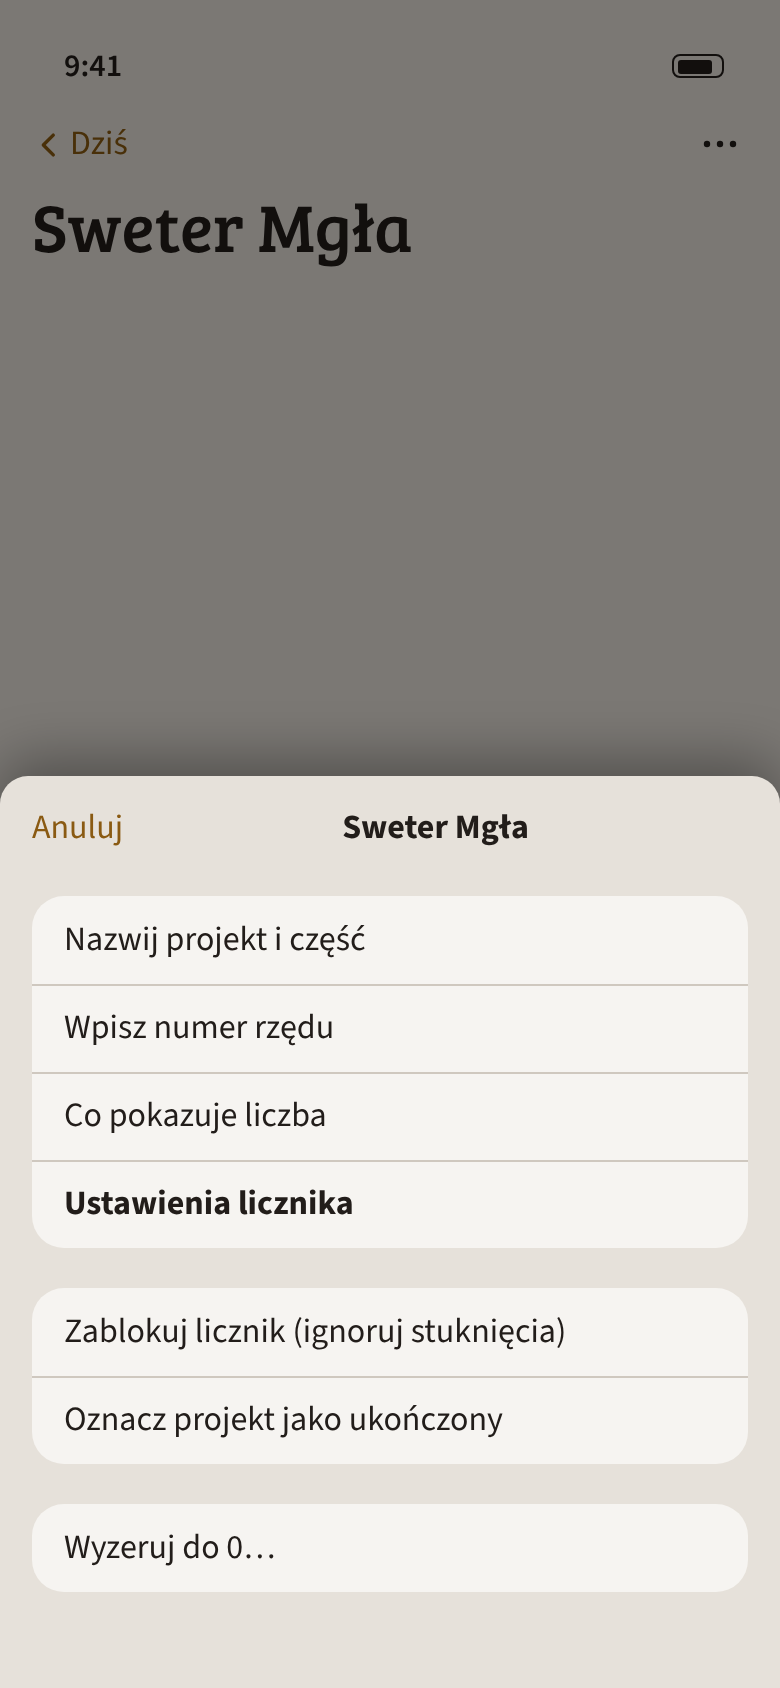 9:41
Dziś
Sweter Mgła
Anuluj
Sweter Mgła
Nazwij projekt i część
Wpisz numer rzędu
Co pokazuje liczba
Ustawienia licznika
Zablokuj licznik (ignoruj stuknięcia)
Oznacz projekt jako ukończony
Wyzeruj do 0…